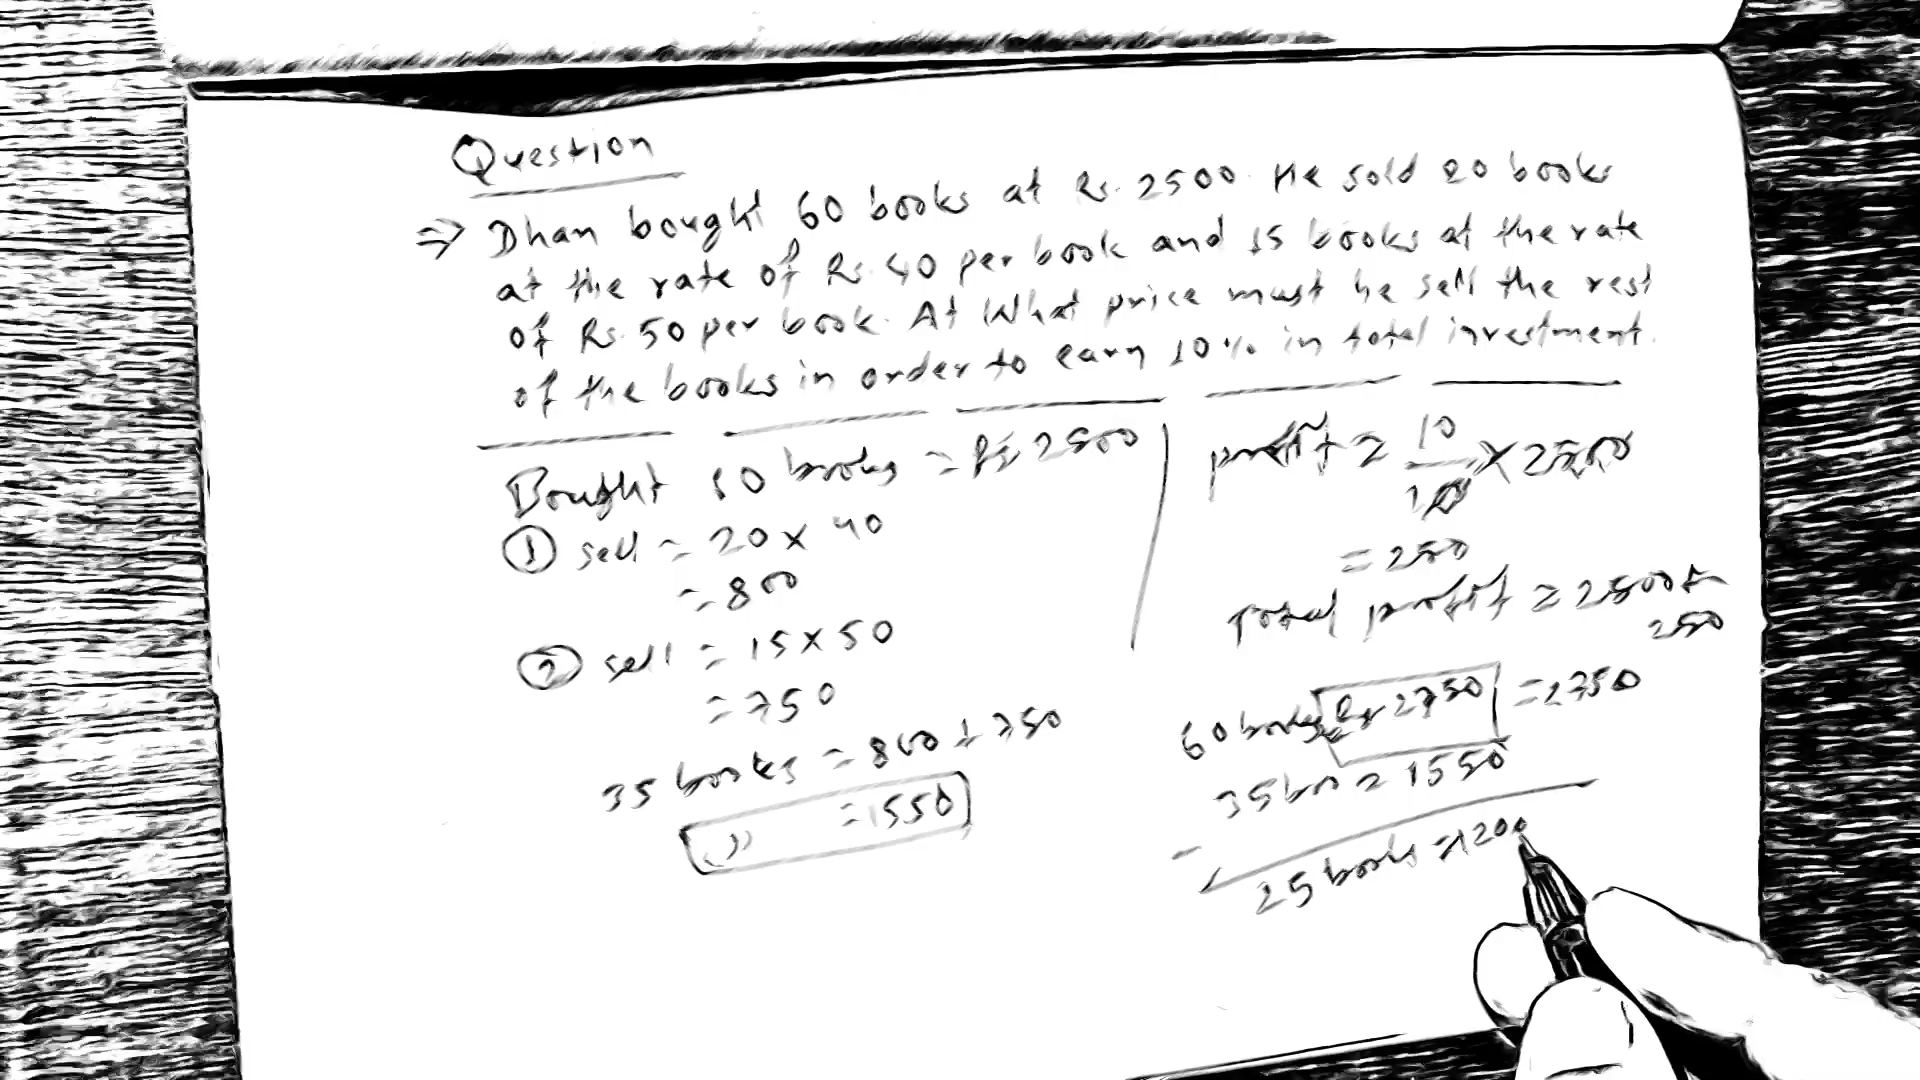 Question
⇒ Dhan bought 60 books at Rs. 2500. He sold 20 books
at the rate of Rs. 40 per book and 15 books at the rate
of Rs. 50 per book. At What price must he sell the rest
of the books in order to earn 10% in total investment.
Bought 60 books = Rs 2500
① sell = 20 × 40
= 800
② sell = 15 × 50
= 750
35 books = 800 + 750
" = 1550
profit = 10/100 × 2500
= 250
Total profit = 2500 +
250
= 2750
60 books Rs 2750
35 bo = 1550
-
25 books = 1200